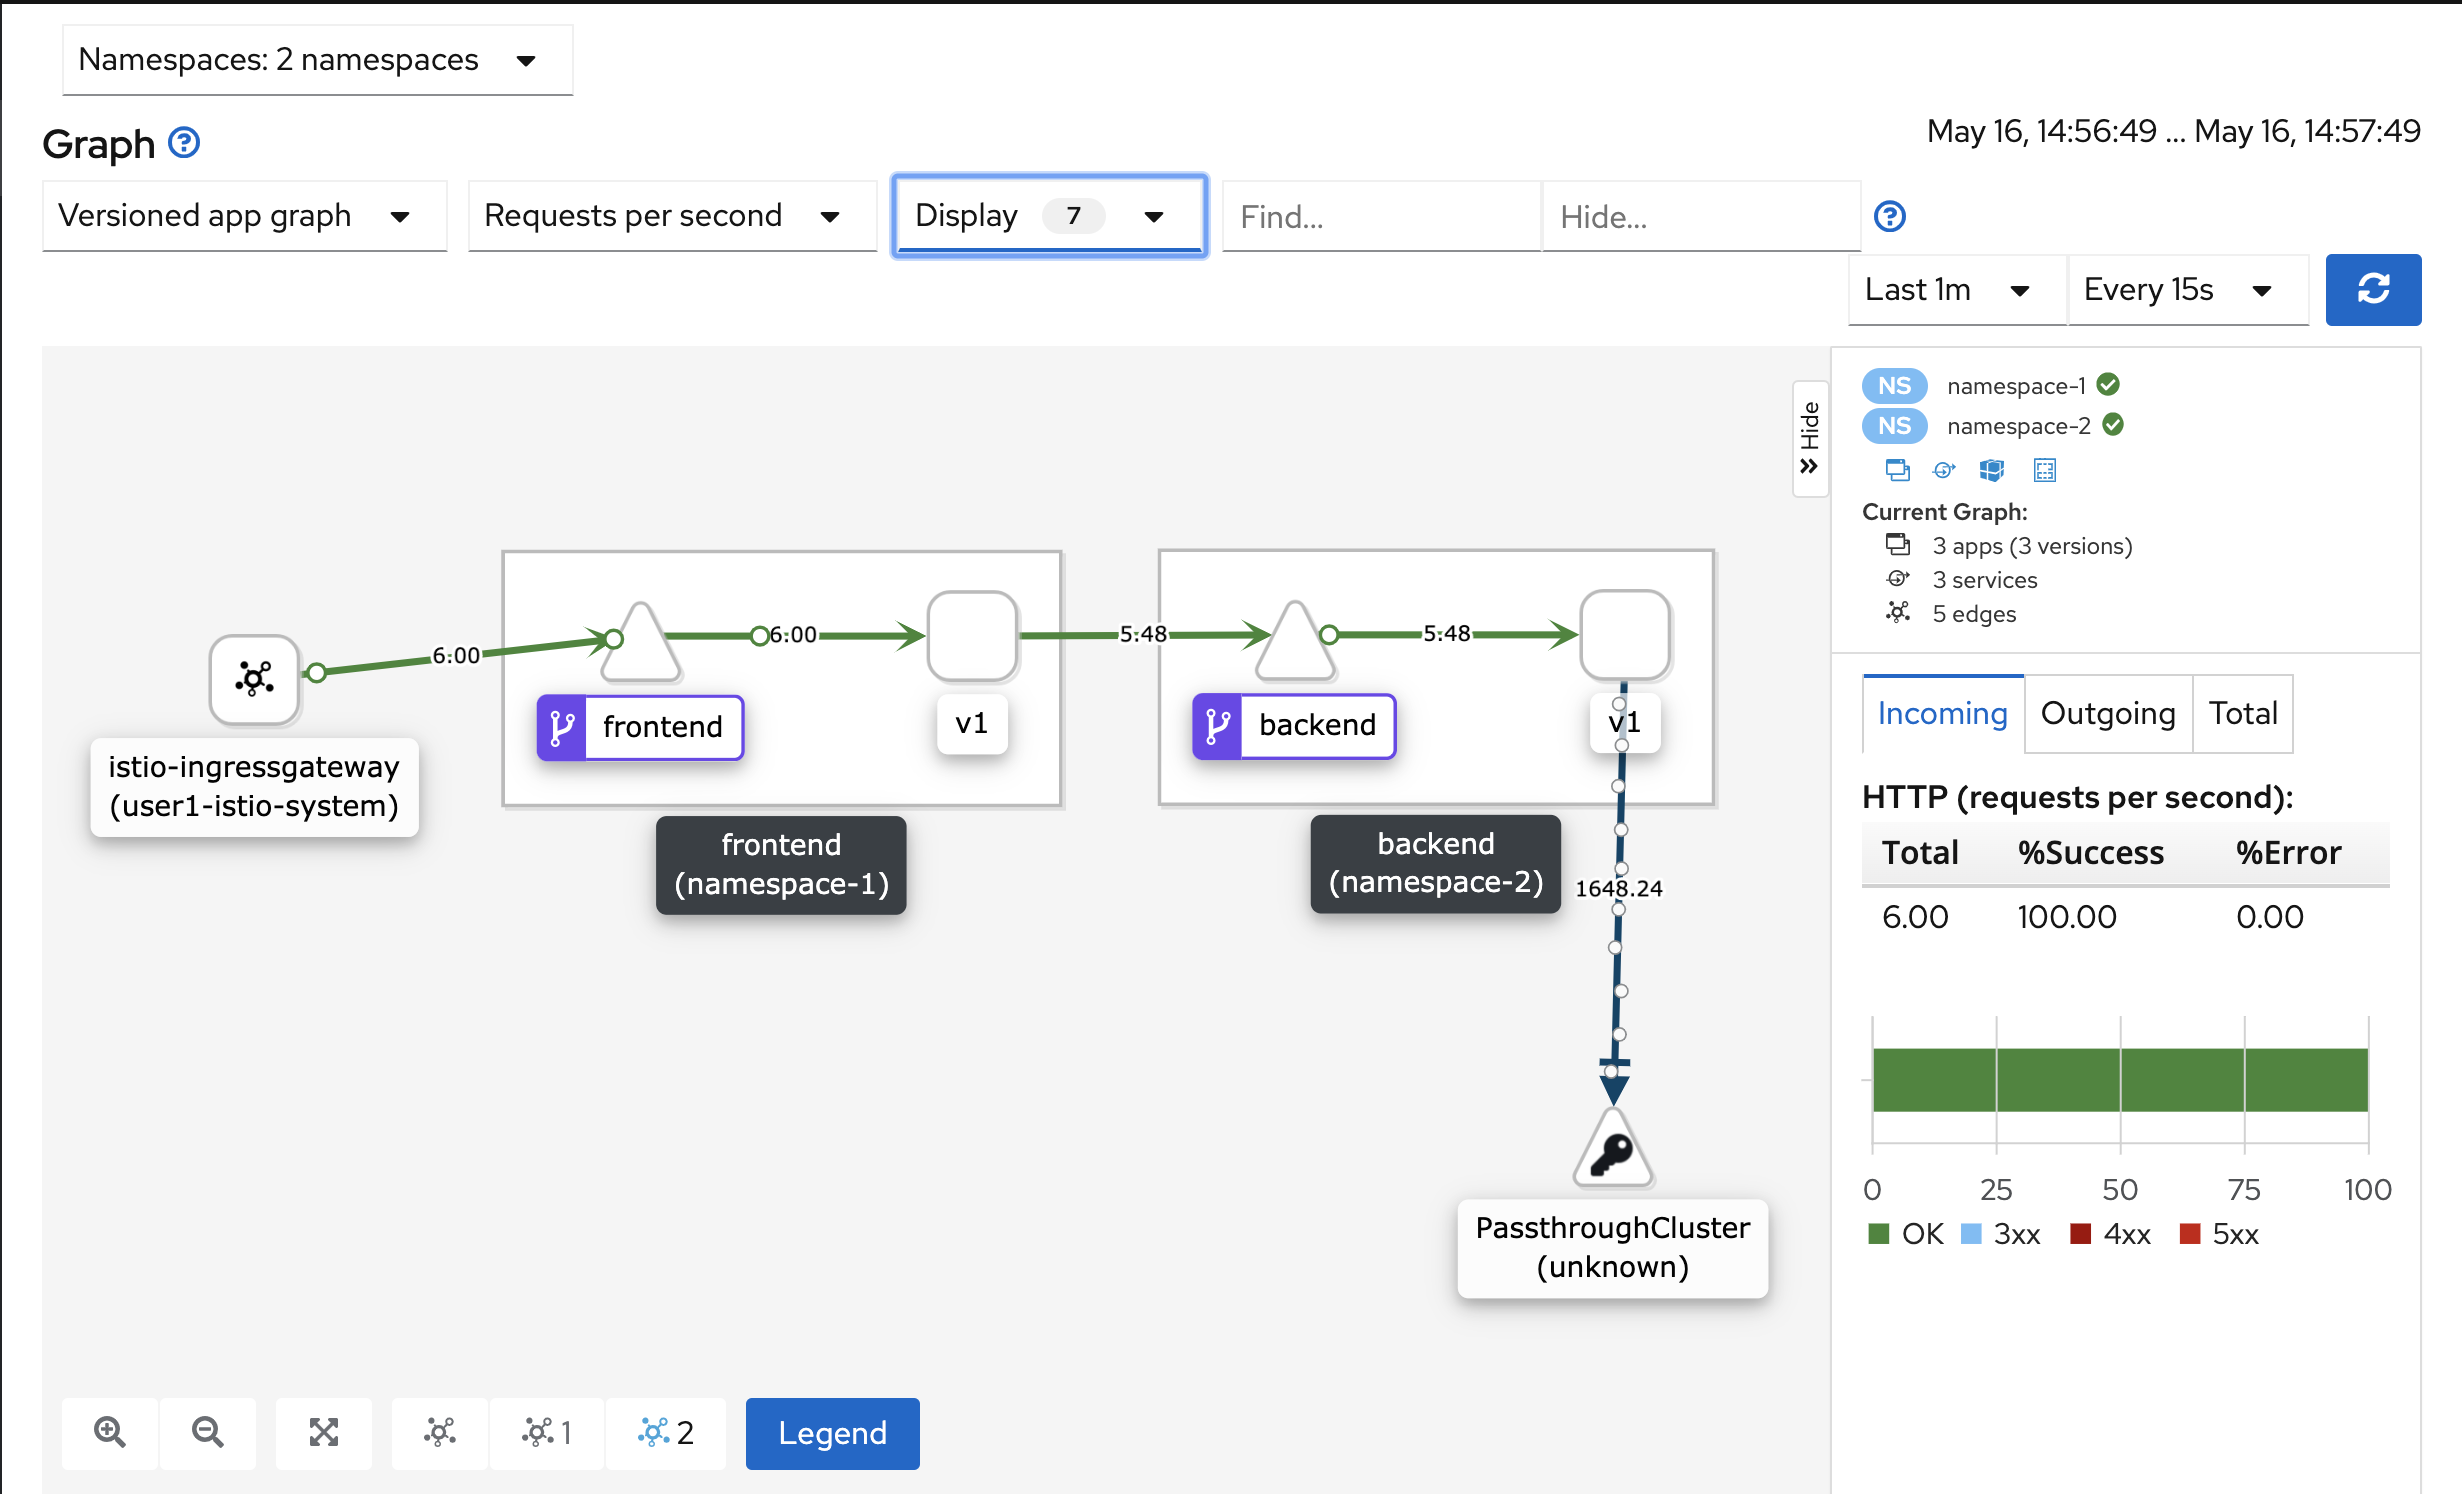 Namespaces: 2 namespaces
Graph
May 16, 14:56:49 ... May 16, 14:57:49
Versioned app graph
Requests per second
Display 7
Find...
Hide...
Last 1m
Every 15s
Hide
NS namespace-1
NS namespace-2
Current Graph:
3 apps (3 versions)
3 services
5 edges
6.00
6.00
5.48
5.48
frontend
v1
backend
v1
istio-ingressgateway
(user1-istio-system)
frontend
(namespace-1)
backend
(namespace-2)
1648.24
PassthroughCluster
(unknown)
Incoming
Outgoing
Total
HTTP (requests per second):
Total %Success %Error
6.00 100.00 0.00
0 25 50 75 100
OK 3xx 4xx 5xx
1
2
Legend